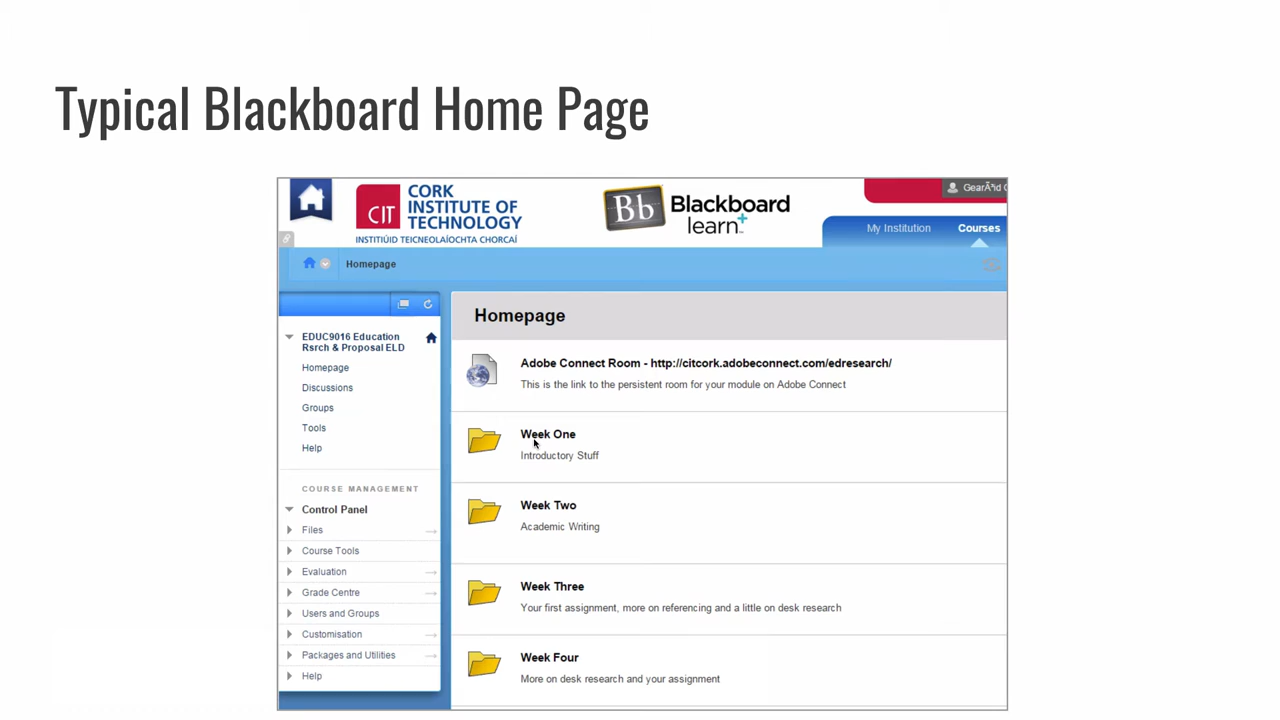 Typical Blackboard Home Page
CIT
CORK
INSTITUTE OF
TECHNOLOGY
INSTITIÚID TEICNEOLAÍOCHTA CHORCAÍ
Bb
Blackboard
learn+
GearÃ³id
My Institution
Courses
Homepage
EDUC9016 Education
Rsrch & Proposal ELD
Homepage
Discussions
Groups
Tools
Help
COURSE MANAGEMENT
Control Panel
Files
Course Tools
Evaluation
Grade Centre
Users and Groups
Customisation
Packages and Utilities
Help
Homepage
Adobe Connect Room - http://citcork.adobeconnect.com/edresearch/
This is the link to the persistent room for your module on Adobe Connect
Week One
Introductory Stuff
Week Two
Academic Writing
Week Three
Your first assignment, more on referencing and a little on desk research
Week Four
More on desk research and your assignment